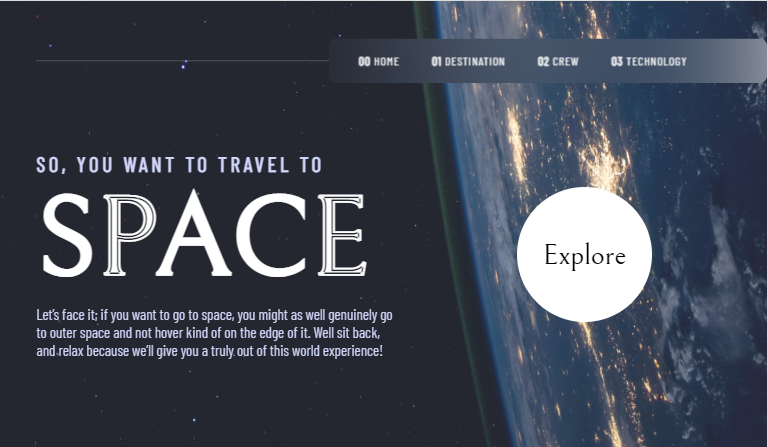 00 HOME 01 DESTINATION 02 CREW 03 TECHNOLOGY
SO, YOU WANT TO TRAVEL TO
SPACE
Explore
Let's face it; if you want to go to space, you might as well genuinely go
to outer space and not hover kind of on the edge of it. Well sit back,
and relax because we'll give you a truly out of this world experience!